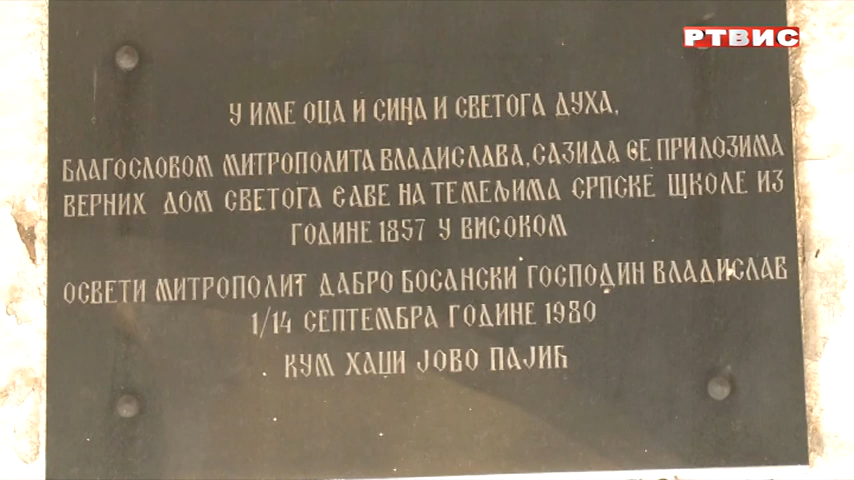 РТВИС
У ИМЕ ОЦА И СИНА И СВЕТОГА ДУХА,
БЛАГОСЛОВОМ МИТРОПОЛИТА ВЛАДИСЛАВА, САЗИДА СЕ ПРИЛОЗИМА
ВЕРНИХ ДОМ СВЕТОГА САВЕ НА ТЕМЕЉИМА СРПСКЕ ШКОЛЕ ИЗ
ГОДИНЕ 1857 У ВИСОКОМ
ОСВЕТИ МИТРОПОЛИТ ДАБРО БОСАНСКИ ГОСПОДИН ВЛАДИСЛАВ
1/14 СЕПТЕМБРА ГОДИНЕ 1980
КУМ ХАЏИ ЈОВО ПАЈИЋ